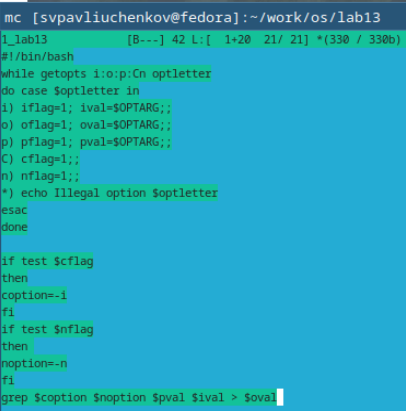 mc [svpavliuchenkov@fedora]:~/work/os/lab13
1_lab13 [B---] 42 L:[ 1+20 21/ 21] *(330 / 330b)
#!/bin/bash
while getopts i:o:p:Cn optletter
do case $optletter in
i) iflag=1; ival=$OPTARG;;
o) oflag=1; oval=$OPTARG;;
p) pflag=1; pval=$OPTARG;;
C) cflag=1;;
n) nflag=1;;
*) echo Illegal option $optletter
esac
done

if test $cflag
then
coption=-i
fi
if test $nflag
then
noption=-n
fi
grep $coption $noption $pval $ival > $oval